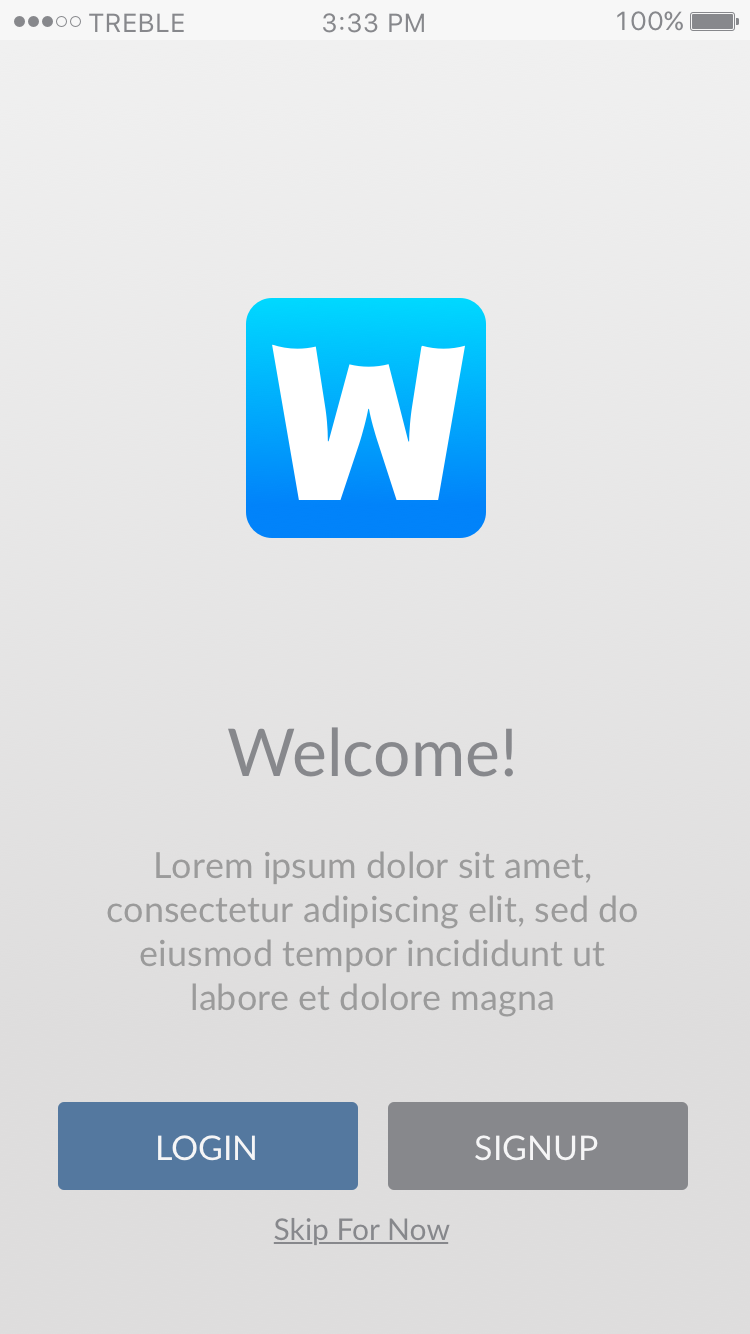 TREBLE 3:33 PM 100%
W
Welcome!
Lorem ipsum dolor sit amet,
consectetur adipiscing elit, sed do
eiusmod tempor incididunt ut
labore et dolore magna
LOGIN SIGNUP
Skip For Now